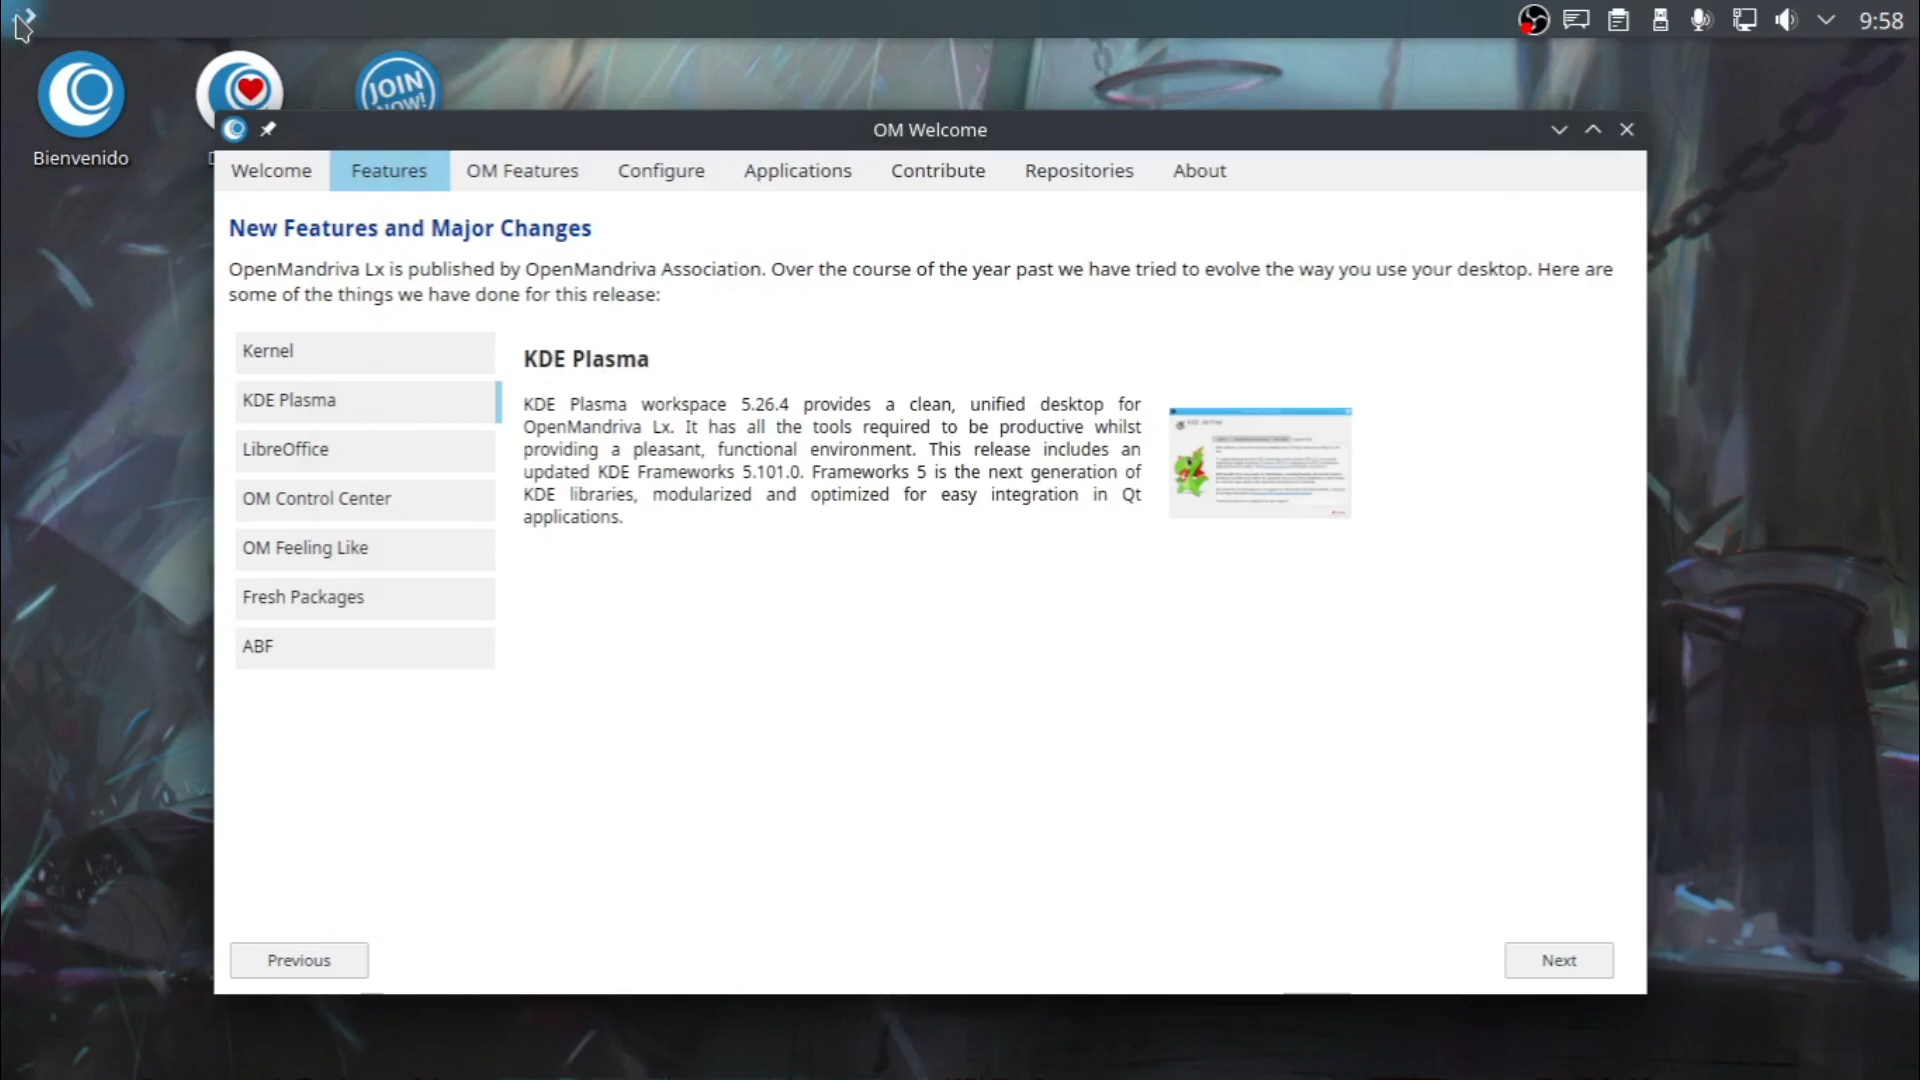 9:58
JOIN
NOW!
Bienvenido
OM Welcome
Welcome Features OM Features Configure Applications Contribute Repositories About
New Features and Major Changes
OpenMandriva Lx is published by OpenMandriva Association. Over the course of the year past we have tried to evolve the way you use your desktop. Here are
some of the things we have done for this release:
Kernel
KDE Plasma
LibreOffice
OM Control Center
OM Feeling Like
Fresh Packages
ABF
KDE Plasma
KDE Plasma workspace 5.26.4 provides a clean, unified desktop for
OpenMandriva Lx. It has all the tools required to be productive whilst
providing a pleasant, functional environment. This release includes an
updated KDE Frameworks 5.101.0. Frameworks 5 is the next generation of
KDE libraries, modularized and optimized for easy integration in Qt
applications.
Previous
Next